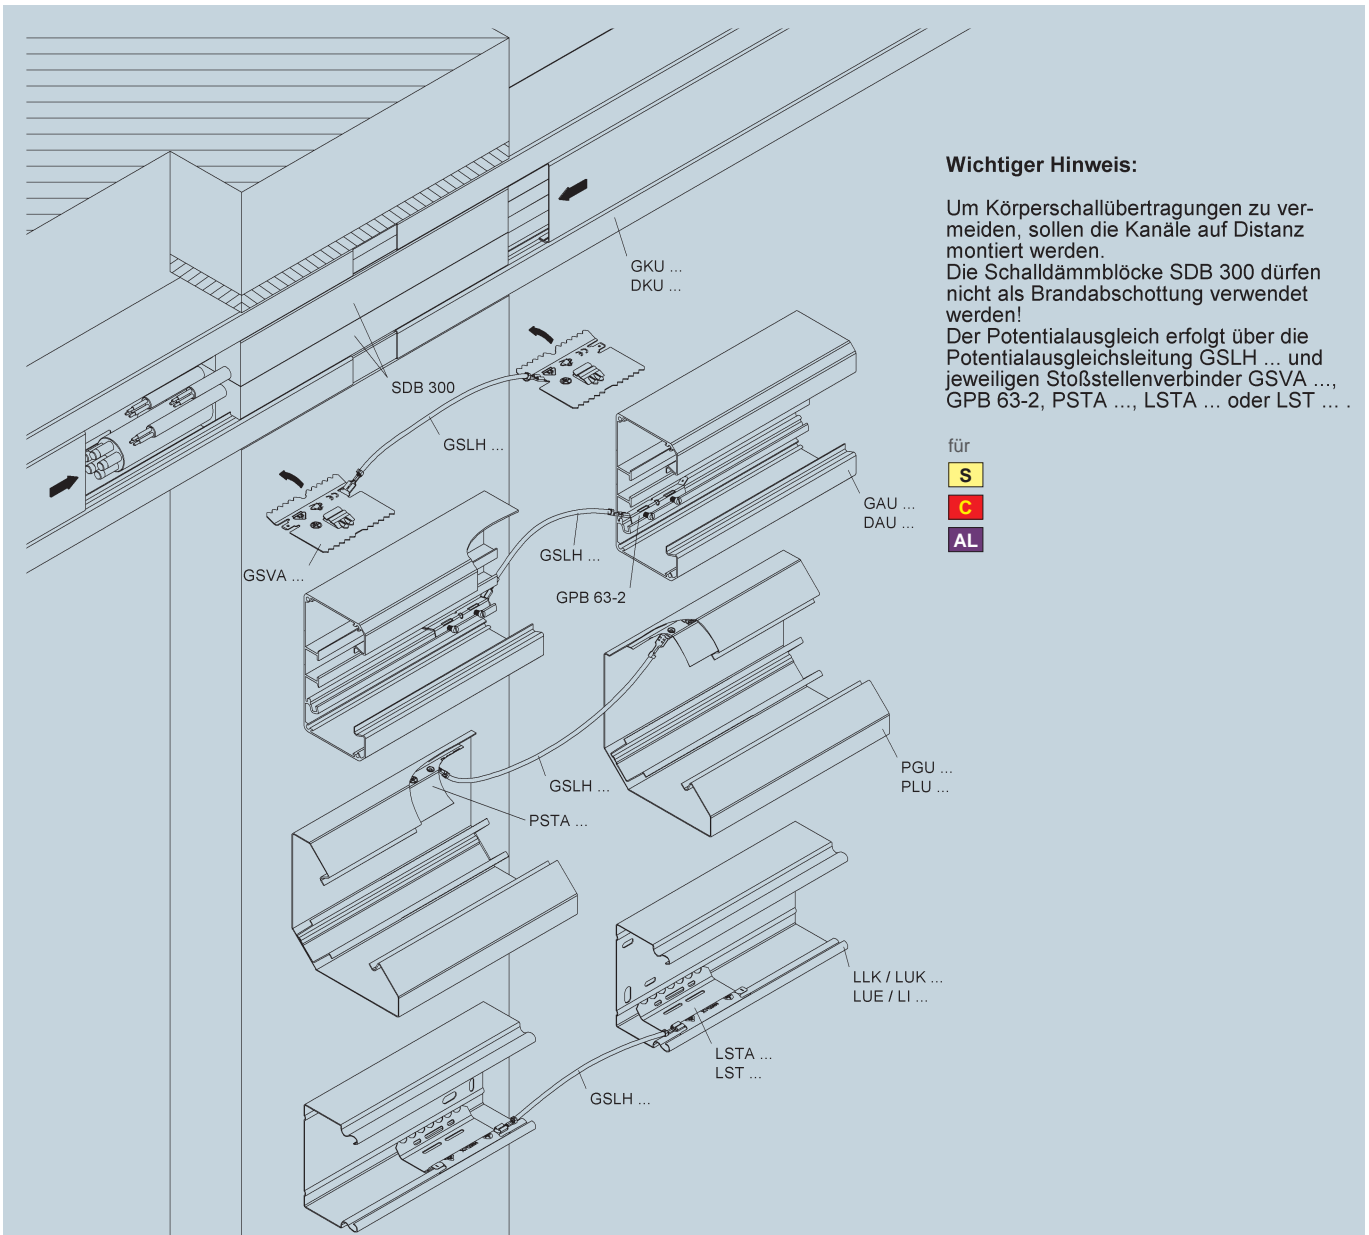 Wichtiger Hinweis:
Um Körperschallübertragungen zu ver-
meiden, sollen die Kanäle auf Distanz
montiert werden.
Die Schalldämmblöcke SDB 300 dürfen
nicht als Brandabschottung verwendet
werden!
Der Potentialausgleich erfolgt über die
Potentialausgleichsleitung GSLH ... und
jeweiligen Stoßstellenverbinder GSVA ...,
GPB 63-2, PSTA ..., LSTA ... oder LST ... .
für
S
C
AL
GKU ...
DKU ...
SDB 300
GSLH ...
GSVA ...
GAU ...
DAU ...
GSLH ...
GPB 63-2
PGU ...
PLU ...
GSLH ...
PSTA ...
LLK / LUK ...
LUE / LI ...
LSTA ...
LST ...
GSLH ...